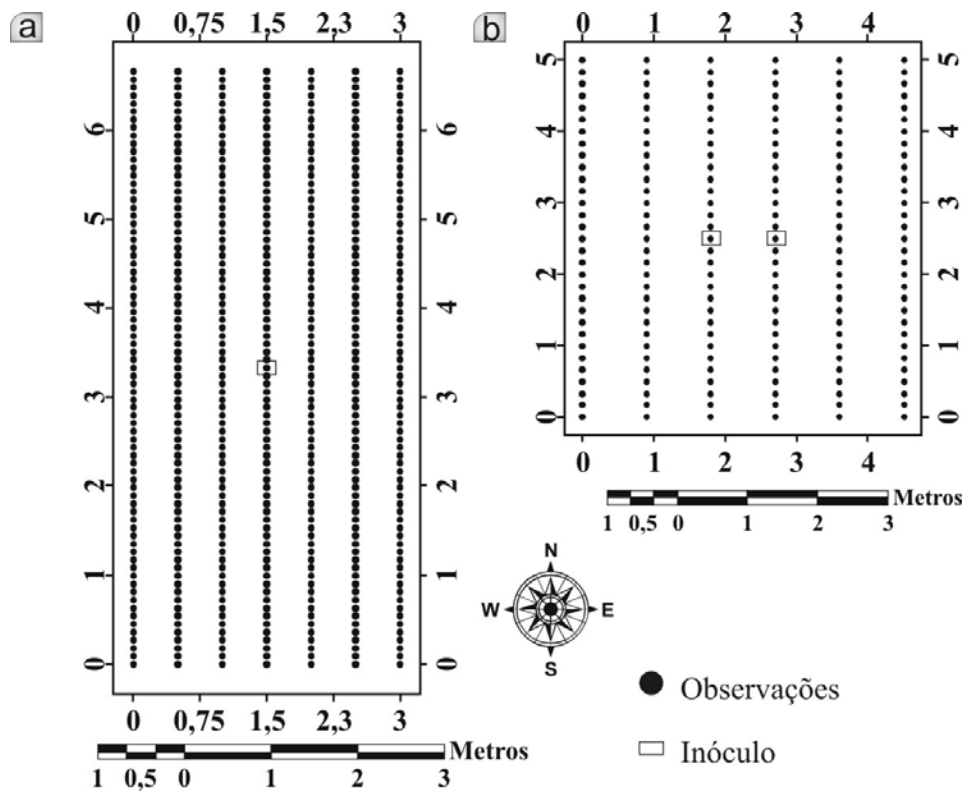 a
0 0,75 1,5 2,3 3
6 6
5 5
4 4
3 3
2 2
1 1
0 0
0 0,75 1,5 2,3 3
Metros
1 0,5 0 1 2 3
b
0 1 2 3 4
5 5
4 4
3 3
2 2
1 1
0 0
0 1 2 3 4
Metros
1 0,5 0 1 2 3
N
W E
S
Observações
Inóculo